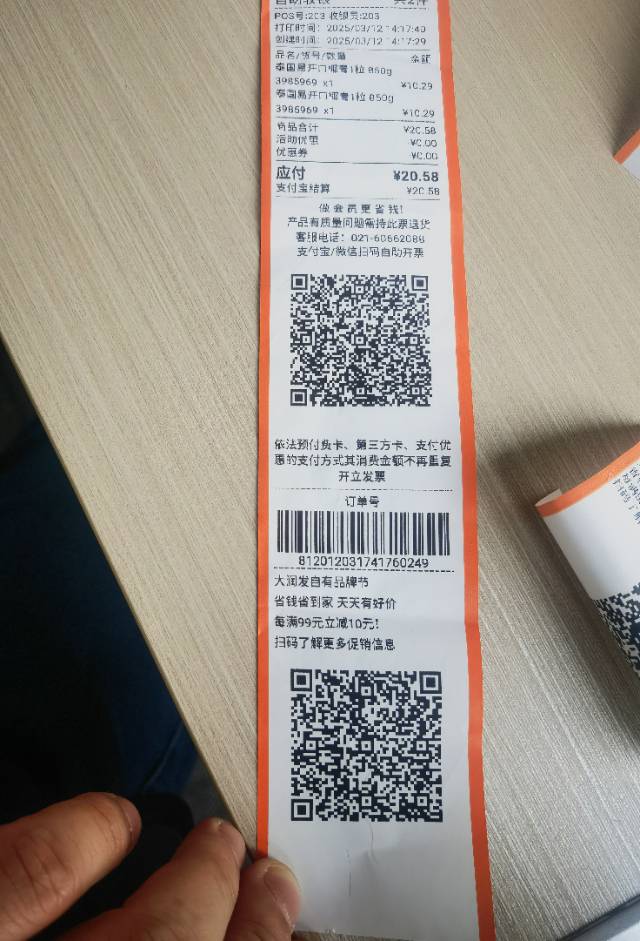 自助收银 共2件
POS号:203 收银员:203
打印时间: 2025/03/12 14:17:40
创建时间: 2025/03/12 14:17:29
品名/货号/数量 金额
泰国易开口椰青1粒 850g
3985969 x1 ¥10.29
泰国易开口椰青1粒 850g
3985969 x1 ¥10.29
商品合计 ¥20.58
活动优惠 -¥0.00
优惠券 -¥0.00
应付 ¥20.58
支付宝结算 ¥20.58
做会员更省钱!
产品有质量问题需持此票退货
客服电话: 021-60662088
支付宝/微信扫码自助开票
依法预付费卡、第三方卡、支付优
惠的支付方式其消费金额不再重复
开立发票
订单号
812012031741760249
大润发自有品牌节
省钱省到家 天天有好价
每满99元立减10元!
扫码了解更多促销信息